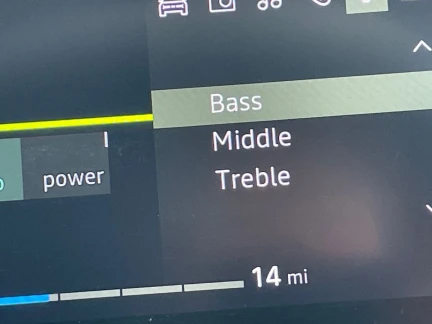 Bass
Middle
power
Treble
14 mi